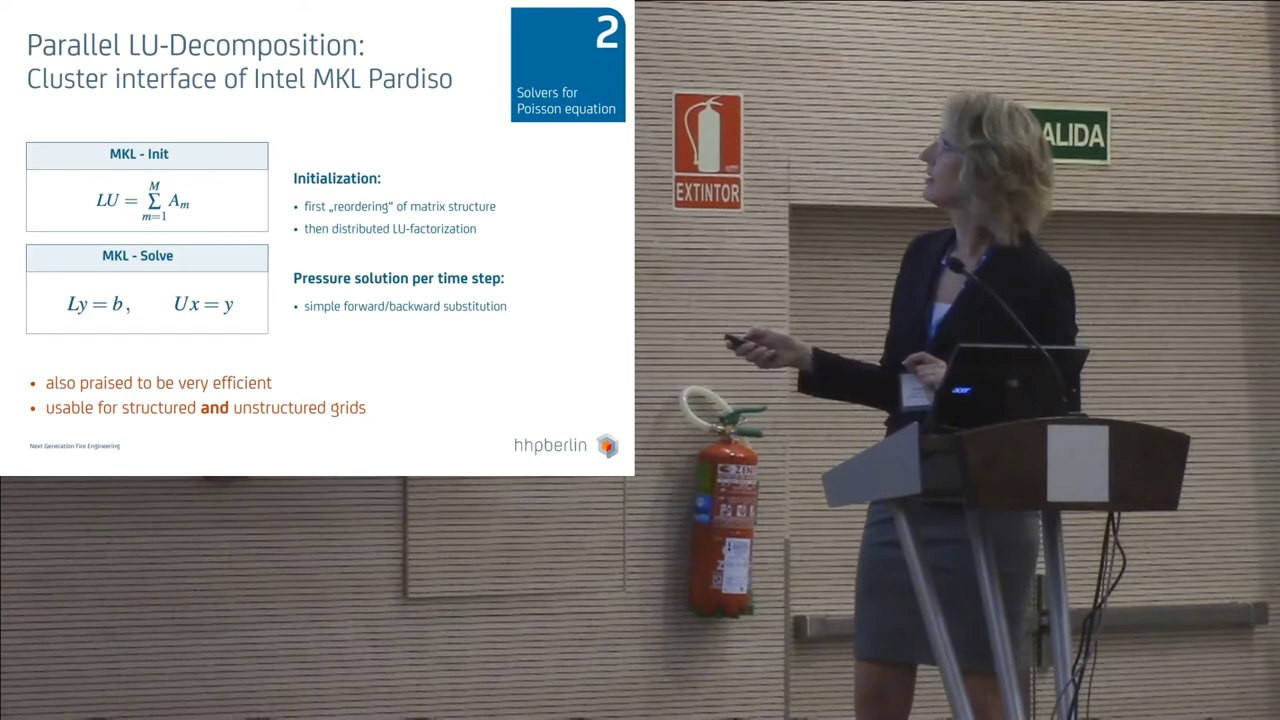 Parallel LU-Decomposition:
Cluster interface of Intel MKL Pardiso
2
Solvers for
Poisson equation
MKL - Init
LU = ∑_{m=1}^{M} A_m
Initialization:
• first „reordering“ of matrix structure
• then distributed LU-factorization
MKL - Solve
Ly = b, Ux = y
Pressure solution per time step:
• simple forward/backward substitution
• also praised to be very efficient
• usable for structured and unstructured grids
Next Generation Fire Engineering
hhpberlin
EXTINTOR
ALIDA
acer
ZEN